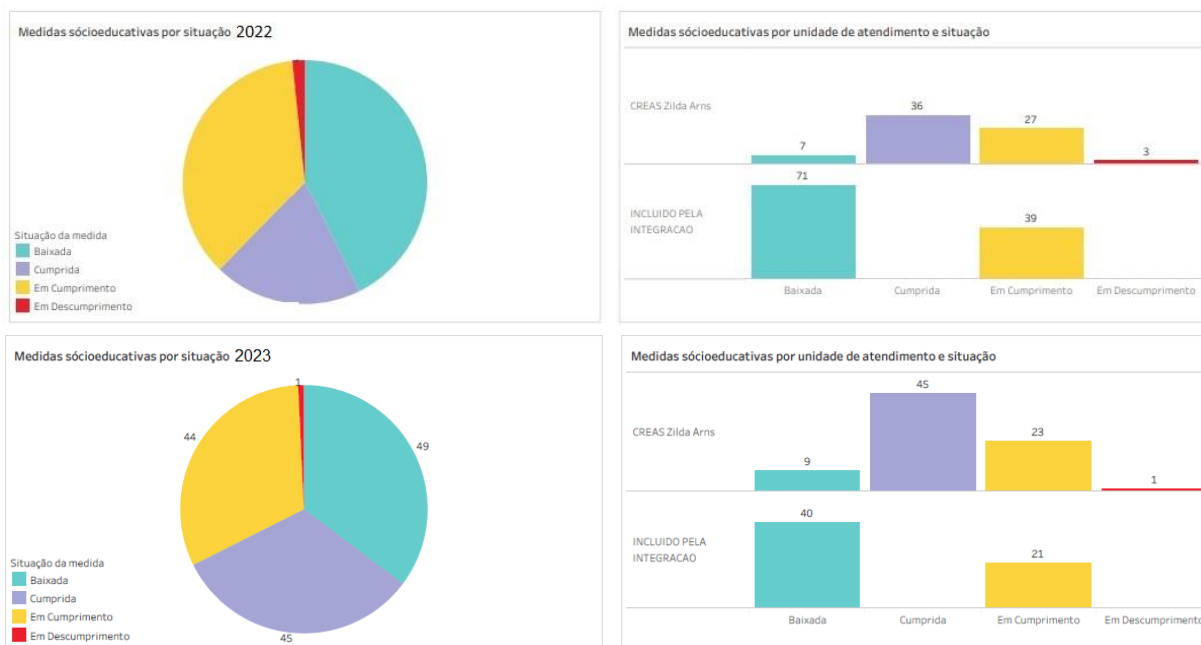 Medidas sócioeducativas por situação 2022
Situação da medida
Baixada
Cumprida
Em Cumprimento
Em Descumprimento
Medidas sócioeducativas por unidade de atendimento e situação
CREAS Zilda Arns
7
36
27
3
INCLUIDO PELA
INTEGRACAO
71
39
Baixada
Cumprida
Em Cumprimento
Em Descumprimento
Medidas sócioeducativas por situação 2023
1
44
49
45
Situação da medida
Baixada
Cumprida
Em Cumprimento
Em Descumprimento
Medidas sócioeducativas por unidade de atendimento e situação
CREAS Zilda Arns
9
45
23
1
INCLUIDO PELA
INTEGRACAO
40
21
Baixada
Cumprida
Em Cumprimento
Em Descumprimento